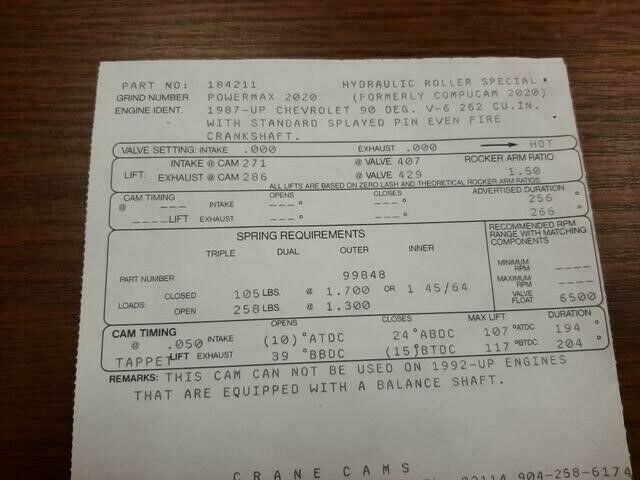 PART NO: 184211 HYDRAULIC ROLLER SPECIAL
GRIND NUMBER POWERMAX 2020 (FORMERLY COMPUCAM 2020)
ENGINE IDENT. 1987-UP CHEVROLET 90 DEG. V-6 262 CU.IN.
WITH STANDARD SPLAYED PIN EVEN FIRE
CRANKSHAFT.
VALVE SETTING: INTAKE .000 EXHAUST .000 HOT
LIFT: INTAKE @ CAM 271 @ VALVE 407 ROCKER ARM RATIO
EXHAUST @ CAM 286 @ VALVE 429 1.50
ALL LIFTS ARE BASED ON ZERO LASH AND THEORETICAL ROCKER ARM RATIOS
CAM TIMING OPENS CLOSES ADVERTISED DURATION
@ --- INTAKE ---° ---° 256 °
----LIFT EXHAUST ---° ---° 266 °
SPRING REQUIREMENTS
TRIPLE DUAL OUTER INNER
PART NUMBER 99848
LOADS: CLOSED 105 LBS. @ 1.700 OR 1 45/64
OPEN 258 LBS. @ 1.300
RECOMMENDED RPM
RANGE WITH MATCHING
COMPONENTS
MINIMUM
RPM ----
MAXIMUM
RPM ----
VALVE
FLOAT 6500
CAM TIMING OPENS CLOSES MAX LIFT DURATION
@ .050 INTAKE (10) °ATDC 24°ABDC 107 °ATDC 194 °
TAPPET LIFT EXHAUST 39 °BBDC (15)°BTDC 117 °BTDC 204 °
REMARKS: THIS CAM CAN NOT BE USED ON 1992-UP ENGINES
THAT ARE EQUIPPED WITH A BALANCE SHAFT.
CRANE CAMS
904-258-6174